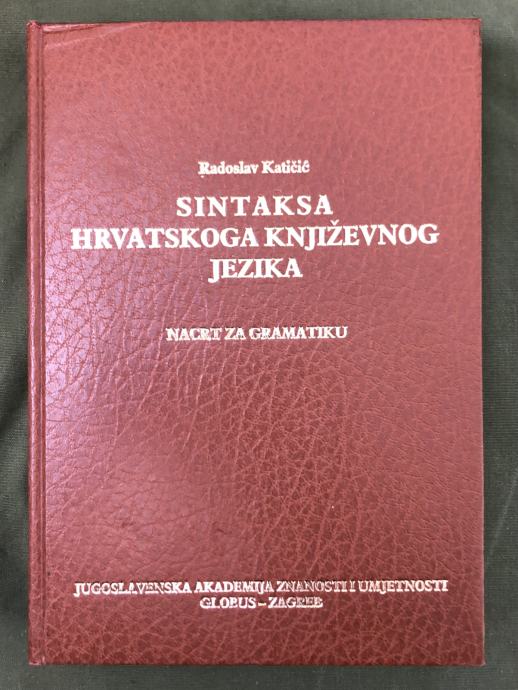 Radoslav Katičić
SINTAKSA
HRVATSKOGA KNJIŽEVNOG
JEZIKA
NACRT ZA GRAMATIKU
JUGOSLAVENSKA AKADEMIJA ZNANOSTI I UMJETNOSTI
GLOBUS – ZAGREB